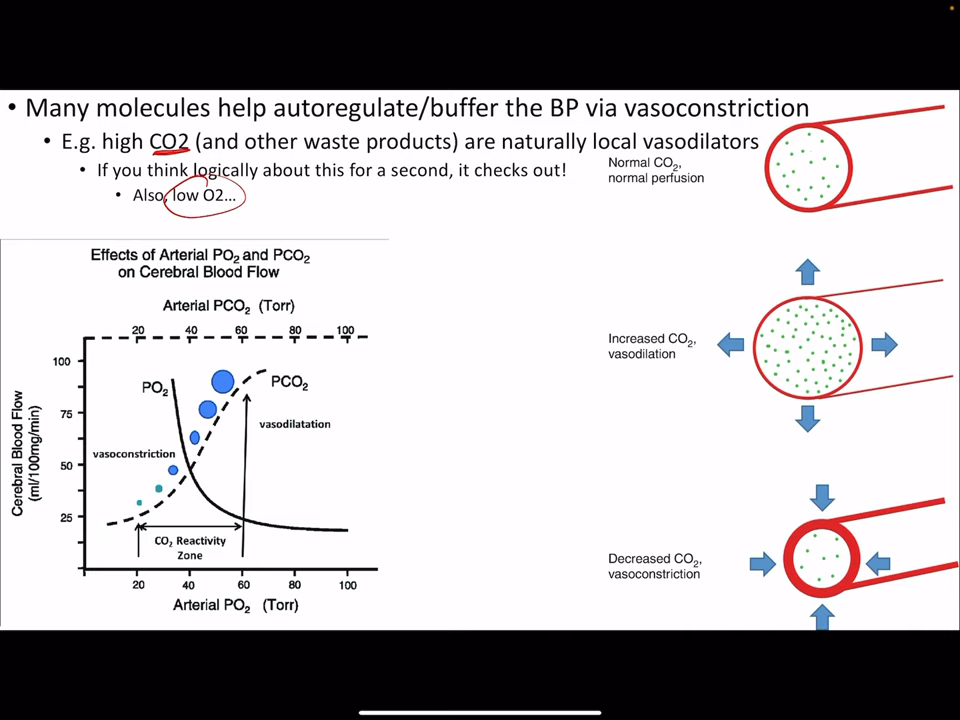 • Many molecules help autoregulate/buffer the BP via vasoconstriction
• E.g. high CO2 (and other waste products) are naturally local vasodilators
• If you think logically about this for a second, it checks out!
• Also, low O2...
Normal CO₂,
normal perfusion
Increased CO₂,
vasodilation
Decreased CO₂,
vasoconstriction
Effects of Arterial PO₂ and PCO₂
on Cerebral Blood Flow
Arterial PCO₂ (Torr)
20 40 60 80 100
100
75
50
25
Cerebral Blood Flow
(ml/100mg/min)
PO₂
PCO₂
vasodilatation
vasoconstriction
CO₂ Reactivity
Zone
20 40 60 80 100
Arterial PO₂ (Torr)